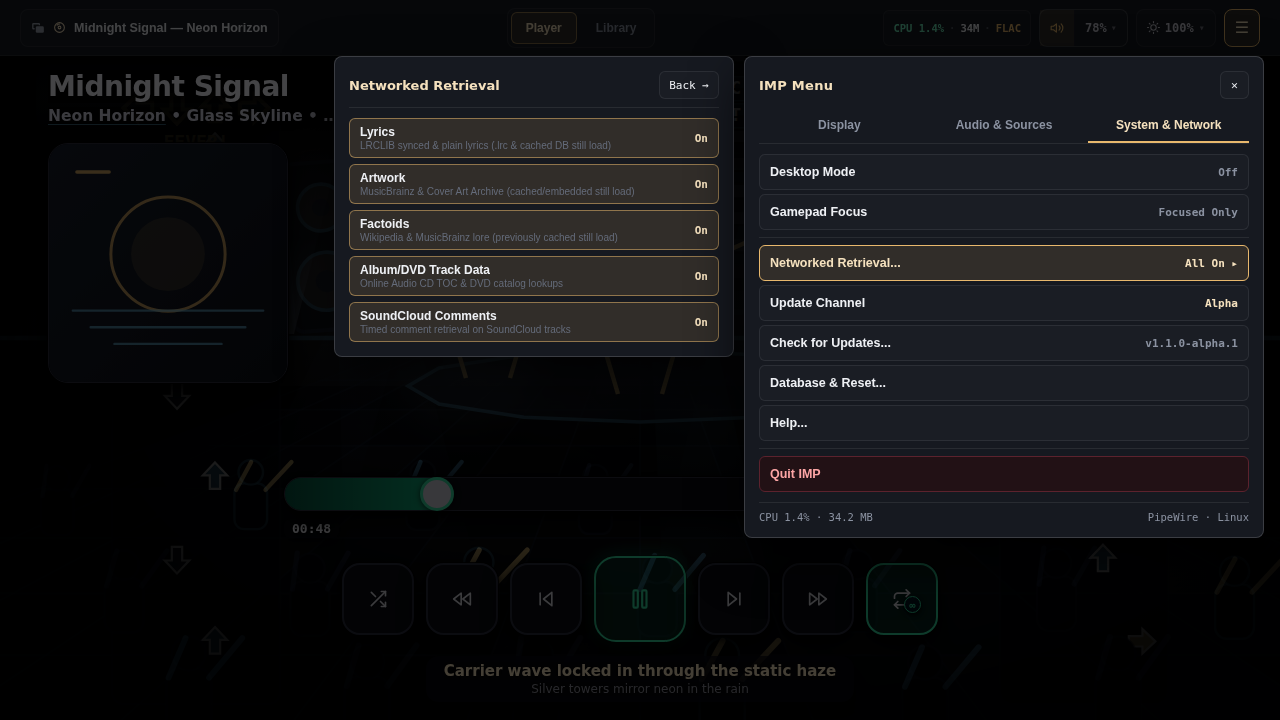 Midnight Signal — Neon Horizon
Player
Library
CPU 1.4% · 34M · FLAC
78%
100%
Midnight Signal
Neon Horizon • Glass Skyline • ...
Networked Retrieval
Back →
Lyrics
LRCLIB synced & plain lyrics (.lrc & cached DB still load)
On
Artwork
MusicBrainz & Cover Art Archive (cached/embedded still load)
On
Factoids
Wikipedia & MusicBrainz lore (previously cached still load)
On
Album/DVD Track Data
Online Audio CD TOC & DVD catalog lookups
On
SoundCloud Comments
Timed comment retrieval on SoundCloud tracks
On
IMP Menu
×
Display
Audio & Sources
System & Network
Desktop Mode
Off
Gamepad Focus
Focused Only
Networked Retrieval...
All On ▸
Update Channel
Alpha
Check for Updates...
v1.1.0-alpha.1
Database & Reset...
Help...
Quit IMP
CPU 1.4% · 34.2 MB
PipeWire · Linux
00:48
Carrier wave locked in through the static haze
Silver towers mirror neon in the rain